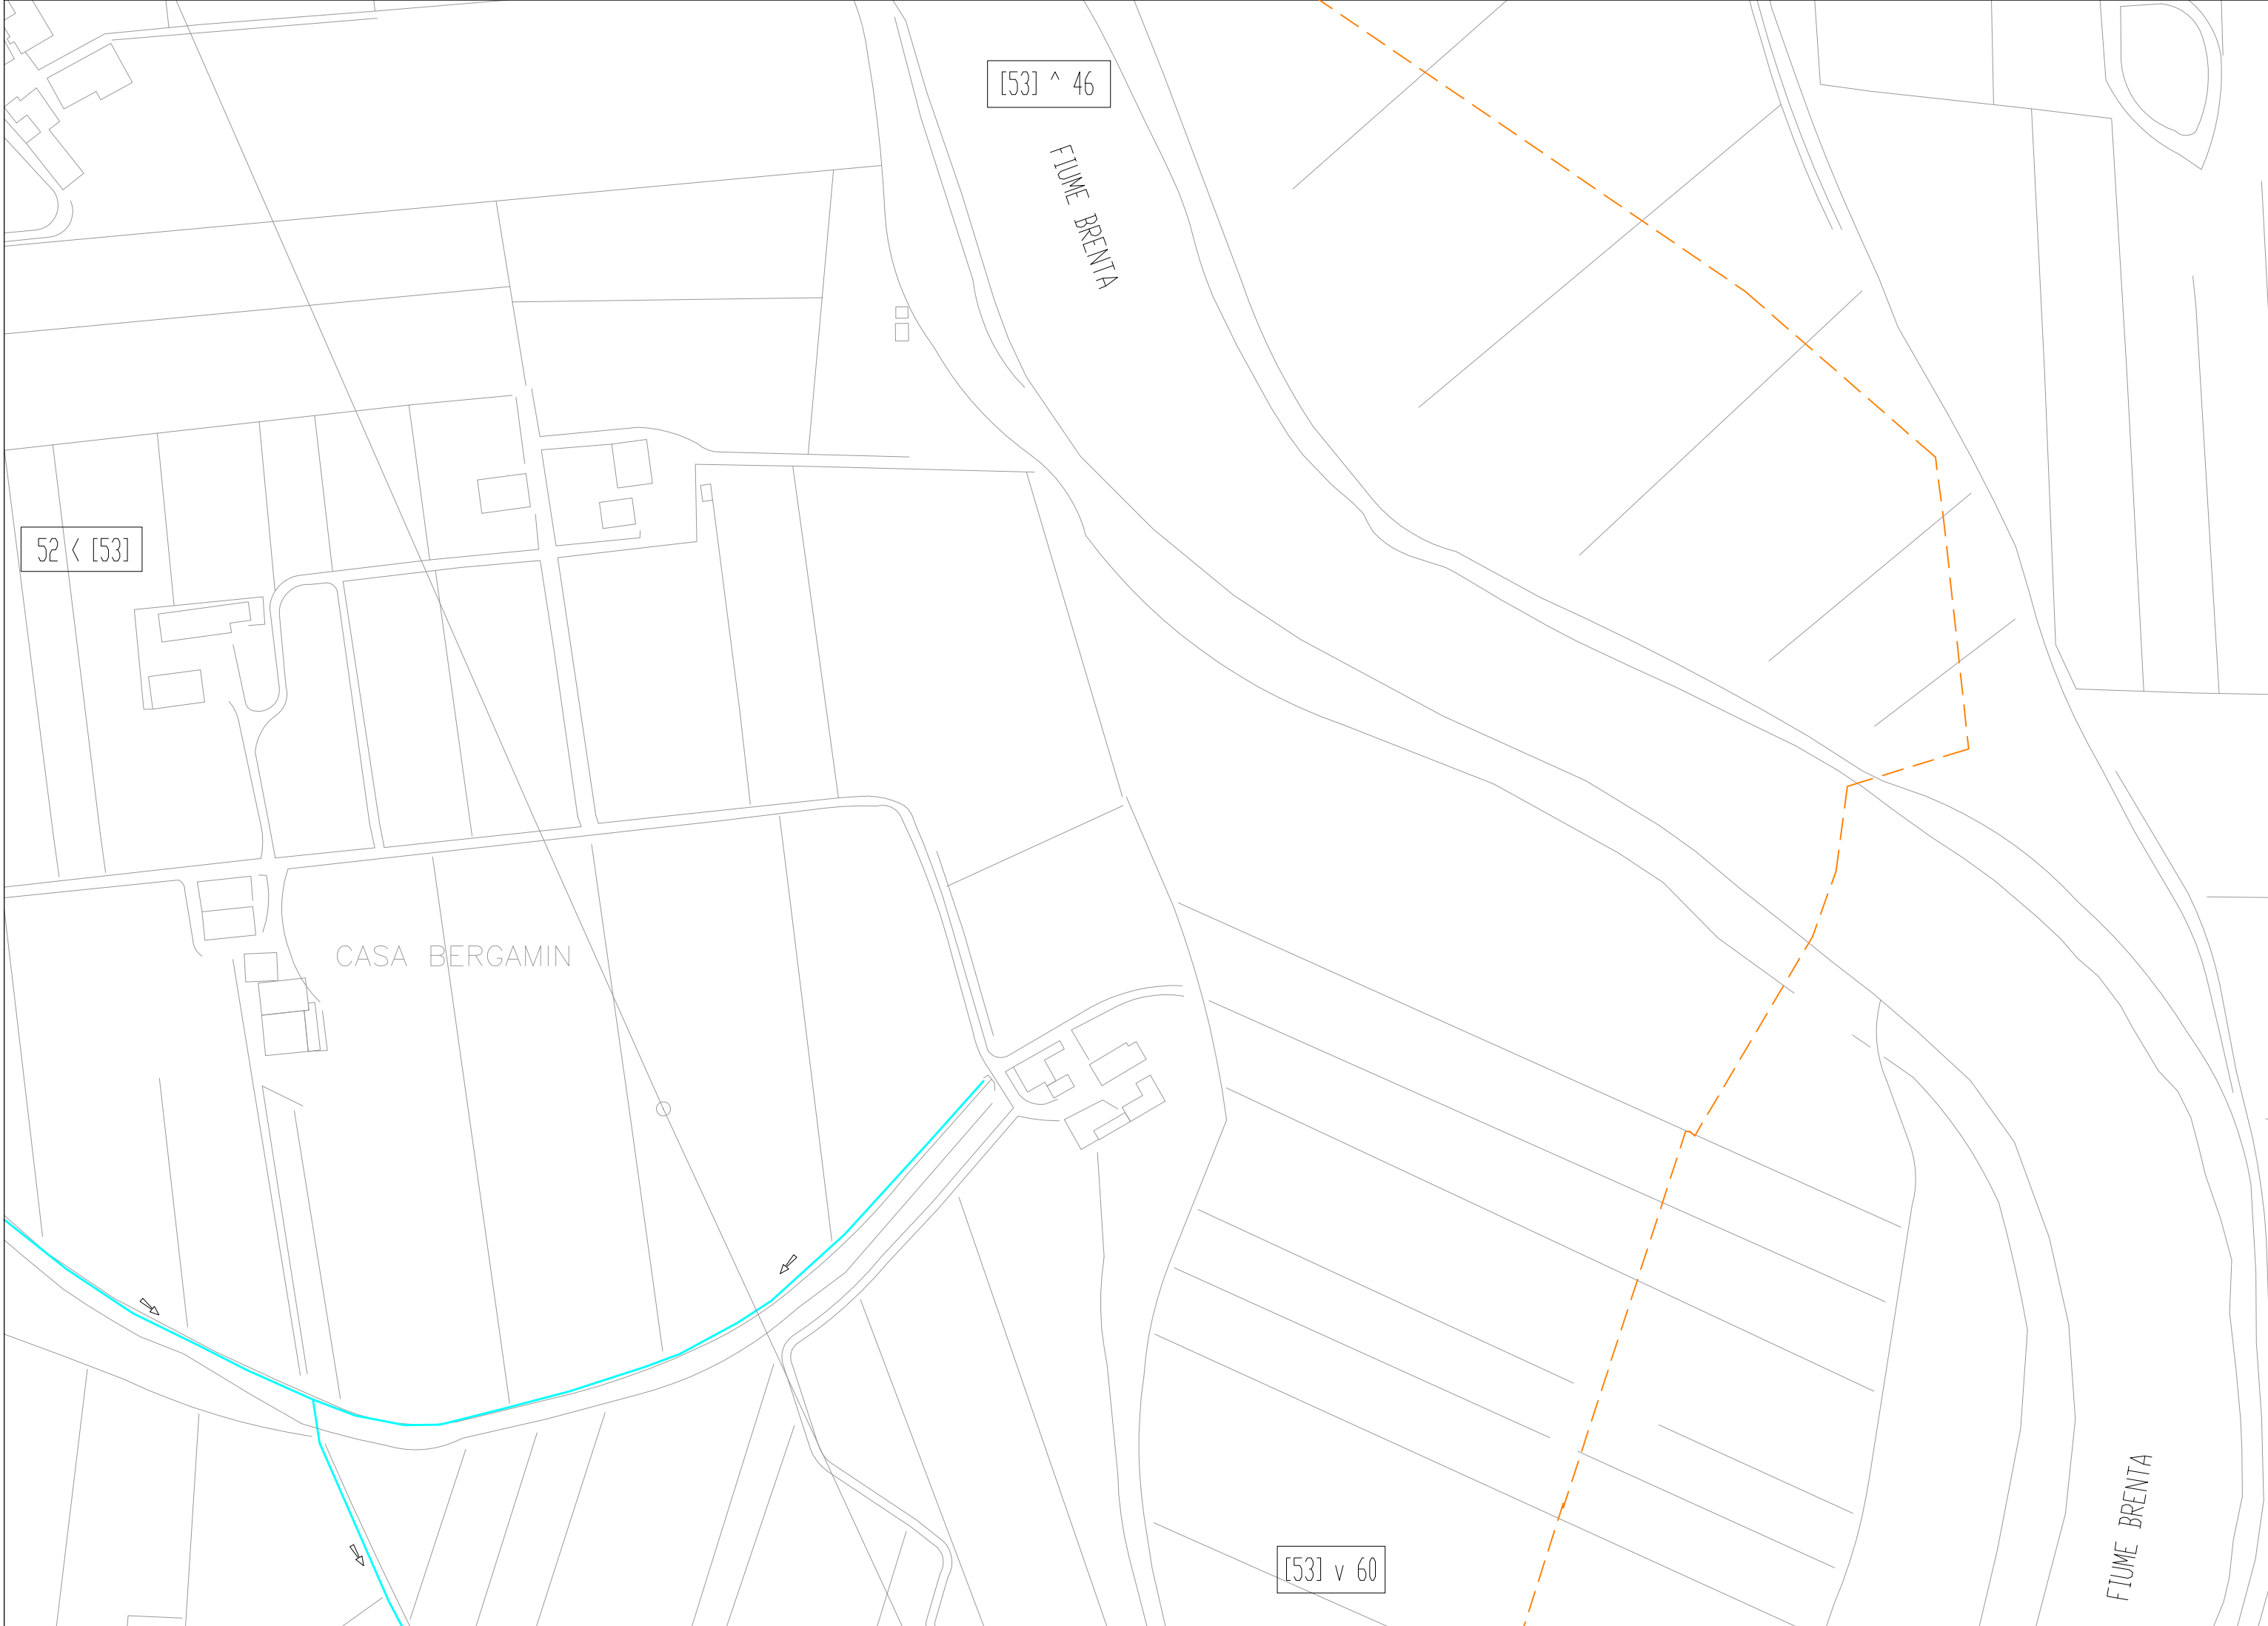 [53] ^ 46
FIUME BRENTA
52 < [53]
CASA BERGAMIN
FIUME BRENTA
[53] v 60